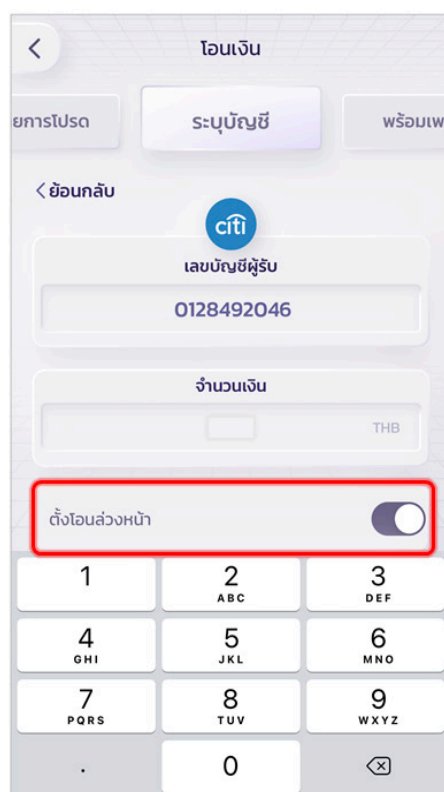 โอนเงิน
ยการโปรด ระบุบัญชี พร้อมเพ
ย้อนกลับ
citi
เลขบัญชีผู้รับ
0128492046
จำนวนเงิน
THB
ตั้งโอนล่วงหน้า
1 2 3
ABC DEF
4 5 6
GHI JKL MNO
7 8 9
PQRS TUV WXYZ
. 0